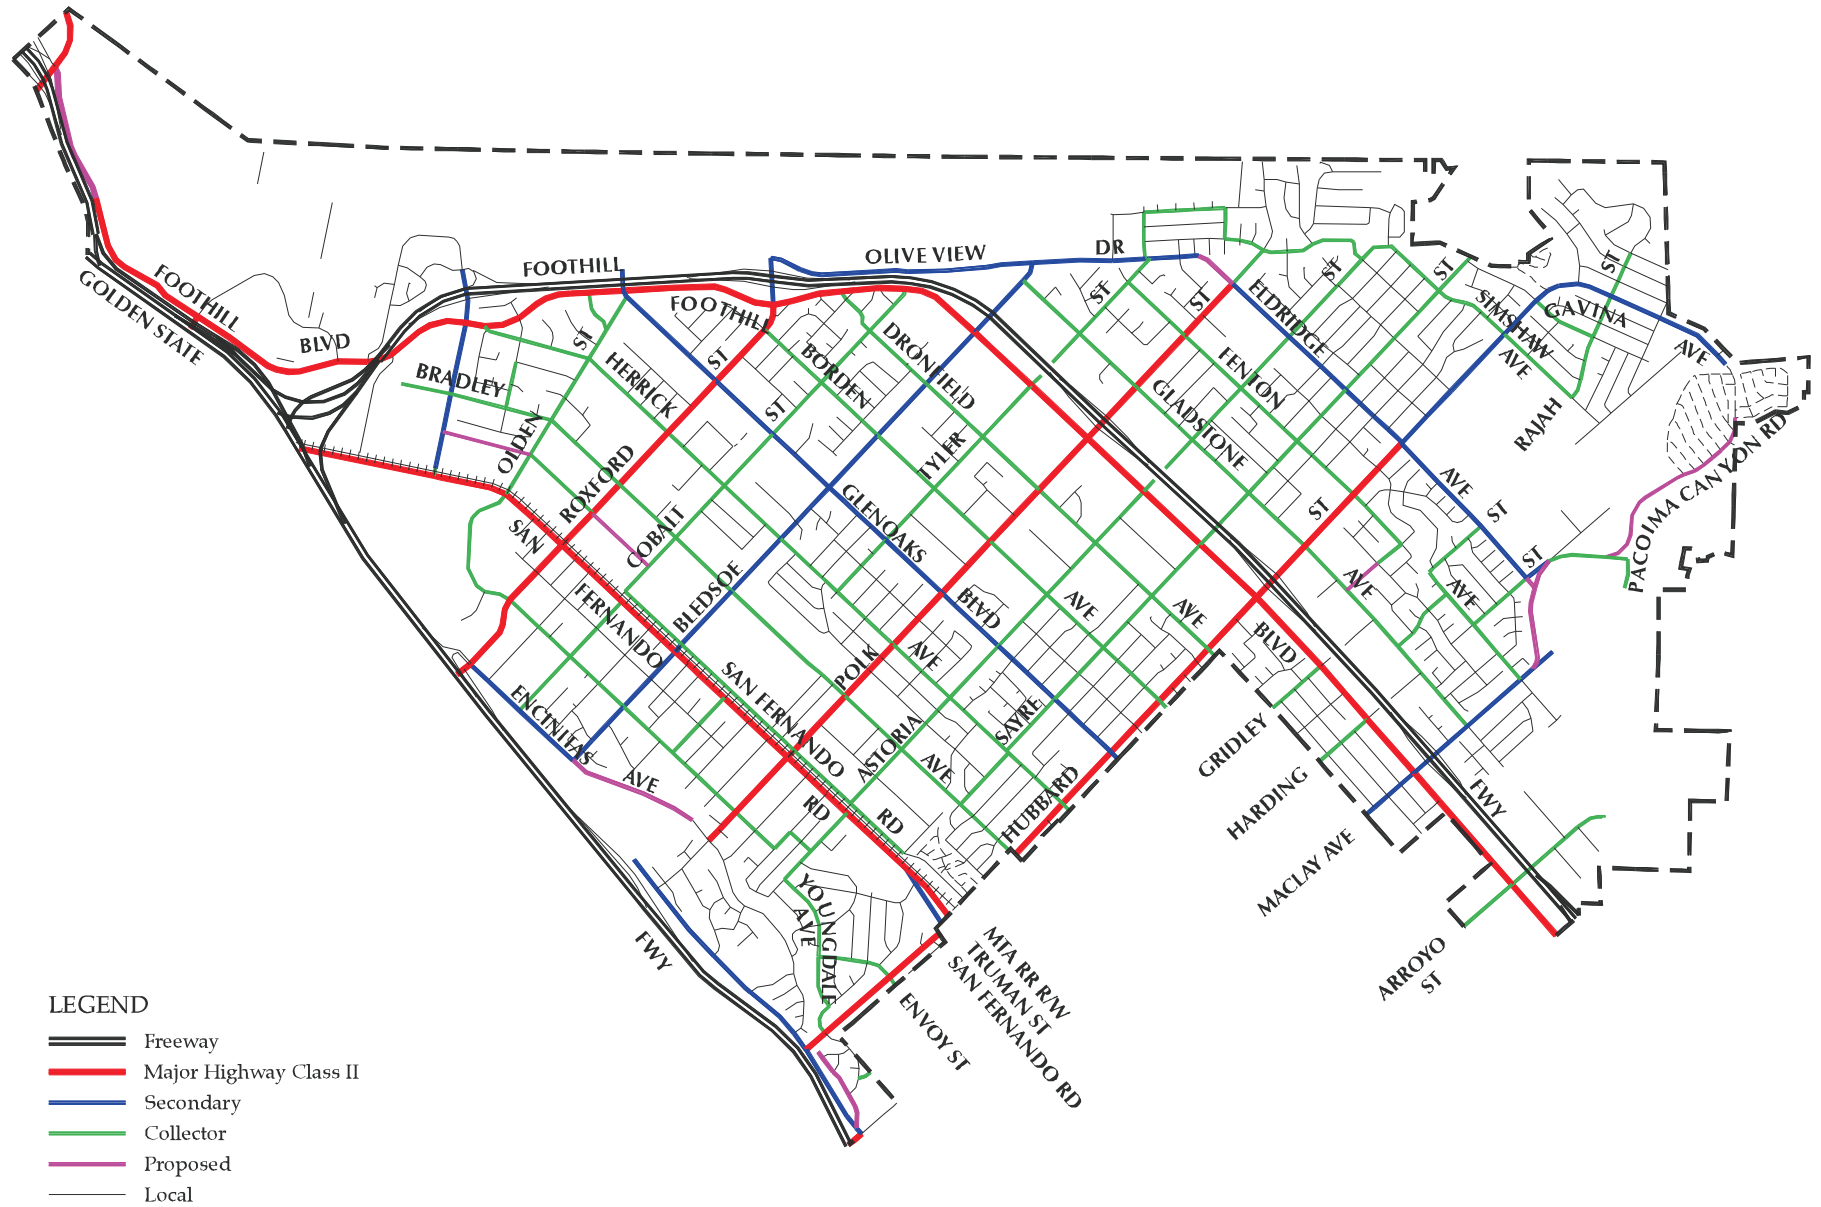 OLIVE VIEW
DR
FOOTHILL
FOOTHILL
FOOTHILL
BLVD
GOLDEN STATE
ST
ST
ST
ST
ST
SIMSHAW
AVE
GAVINA
AVE
ELDRIDGE
BRADLEY
ST
HERRICK
ST
BORDEN
ST
DRONFIELD
FENTON
GLADSTONE
RAJAH
PACOIMA CANYON RD
OLDEN
ROXFORD
TYLER
GLENOAKS
ST
AVE
ST
ST
SAN
FERNANDO
COBALT
BLEDSOE
BLVD
AVE
AVE
AVE
AVE
AVE
BLVD
SAN FERNANDO
POLK
ENCINITAS
AVE
ASTORIA
SAYRE
AVE
HUBBARD
GRIDLEY
HARDING
MACLAY AVE
FWY
RD
RD
YOUNGDALE
AVE
FWY
ENVOY ST
MTA RR R/W
TRUMAN ST
SAN FERNANDO RD
ARROYO
ST
LEGEND
Freeway
Major Highway Class II
Secondary
Collector
Proposed
Local